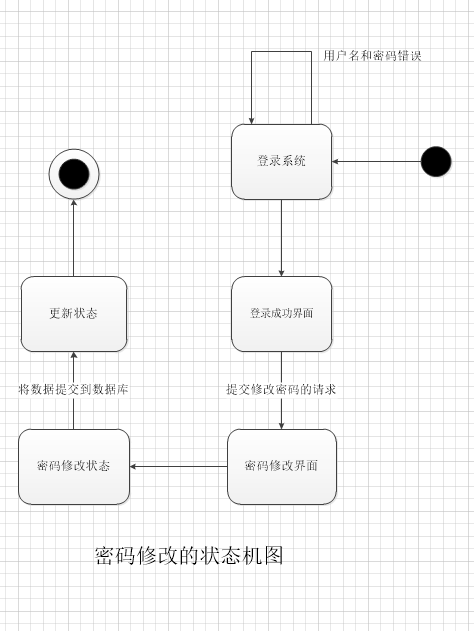 用户名和密码错误
登录系统
更新状态
登录成功界面
将数据提交到数据库
提交修改密码的请求
密码修改状态
密码修改界面
密码修改的状态机图